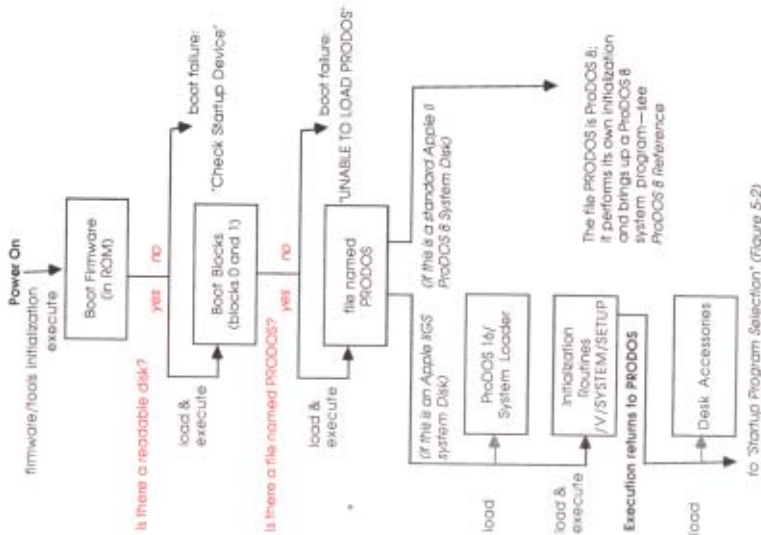 Power On
firmware/tools initialization
execute
Boot Firmware
(in ROM)
Is there a readable disk?
yes
no
load &
execute
Boot Blocks
(blocks 0 and 1)
boot failure:
"Check Startup Device"
Is there a file named PRODOS?
yes
no
load &
execute
file named
PRODOS
boot failure:
"UNABLE TO LOAD PRODOS"
(if this is an Apple IIGS
system Disk)
(if this is a standard Apple II
ProDOS 8 System Disk)
load
ProDOS 16/
System Loader
The file PRODOS is ProDOS 8;
it performs its own initialization
and brings up a ProDOS 8
system program—see
ProDOS 8 Reference
load &
execute
Initialization
Routines
/V/SYSTEM/SETUP
Execution returns to PRODOS
load
Desk Accessories
to "Startup Program Selection" (Figure 5-2)